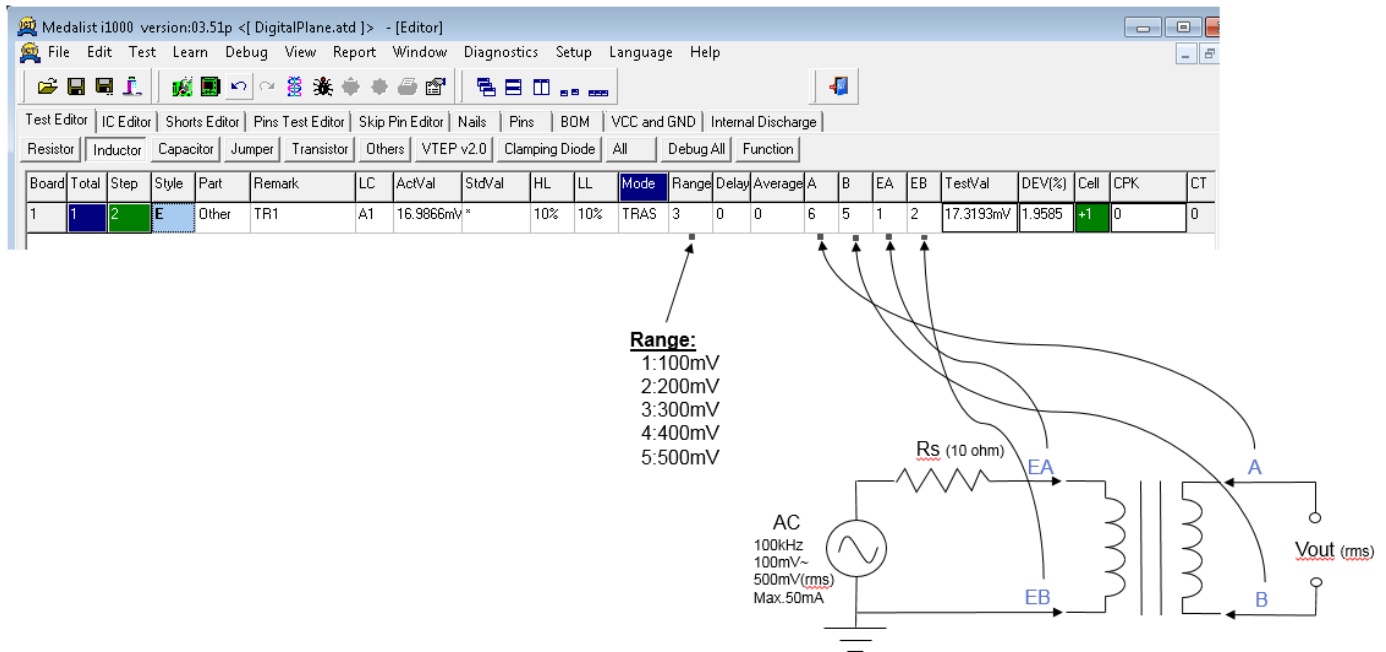 Medalist i1000 version:03.51p <[ DigitalPlane.atd ]> - [Editor]
File Edit Test Learn Debug View Report Window Diagnostics Setup Language Help
Test Editor IC Editor Shorts Editor Pins Test Editor Skip Pin Editor Nails Pins BOM VCC and GND Internal Discharge
Resistor Inductor Capacitor Jumper Transistor Others VTEP v2.0 Clamping Diode All Debug All Function
Board Total Step Style Part Remark LC ActVal StdVal HL LL Mode Range Delay Average A B EA EB TestVal DEV(%) Cell CPK CT
1 1 2 E Other TR1 A1 16.9866mV * 10% 10% TRAS 3 0 0 6 5 1 2 17.3193mV 1.9585 +1 0 0
Range:
1:100mV
2:200mV
3:300mV
4:400mV
5:500mV
Rs (10 ohm)
EA
A
AC
100kHz
100mV~
500mV(rms)
Max.50mA
Vout (rms)
EB
B